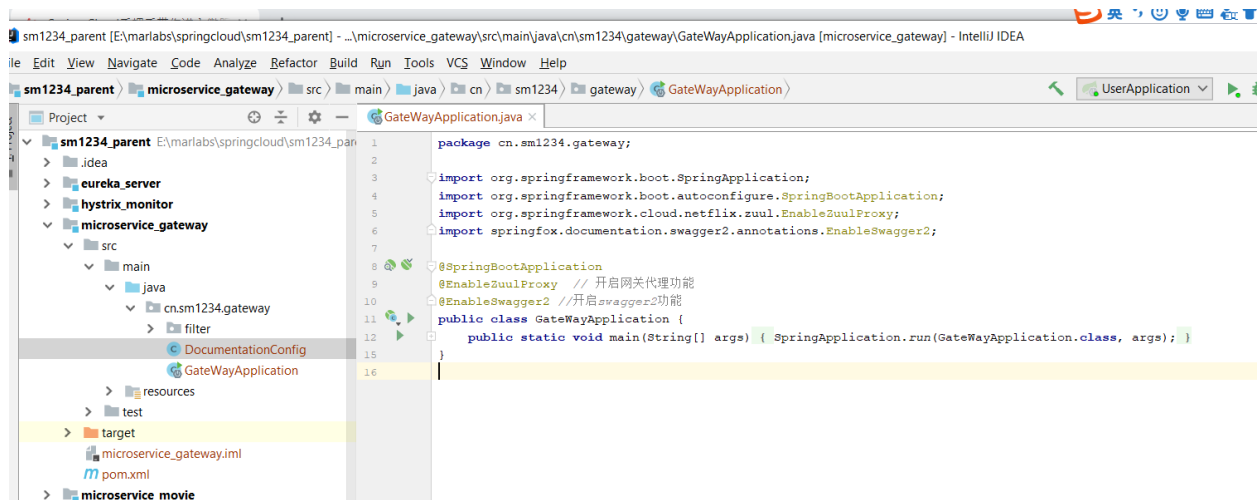 英
sm1234_parent [E:\marlabs\springcloud\sm1234_parent] - ...\microservice_gateway\src\main\java\cn\sm1234\gateway\GateWayApplication.java [microservice_gateway] - IntelliJ IDEA
Edit View Navigate Code Analyze Refactor Build Run Tools VCS Window Help
sm1234_parent microservice_gateway src main java cn sm1234 gateway GateWayApplication UserApplication
Project GateWayApplication.java
sm1234_parent E:\marlabs\springcloud\sm1234_par 1 package cn.sm1234.gateway;
.idea 2
eureka_server 3 import org.springframework.boot.SpringApplication;
hystrix_monitor 4 import org.springframework.boot.autoconfigure.SpringBootApplication;
microservice_gateway 5 import org.springframework.cloud.netflix.zuul.EnableZuulProxy;
src 6 import springfox.documentation.swagger2.annotations.EnableSwagger2;
7
main 8 @SpringBootApplication
java 9 @EnableZuulProxy // 开启网关代理功能
cn.sm1234.gateway 10 @EnableSwagger2 //开启swagger2功能
filter 11 public class GateWayApplication {
DocumentationConfig 12 public static void main(String[] args) { SpringApplication.run(GateWayApplication.class, args); }
15 }
GateWayApplication 16
resources
test
target
microservice_gateway.iml
pom.xml
microservice_movie